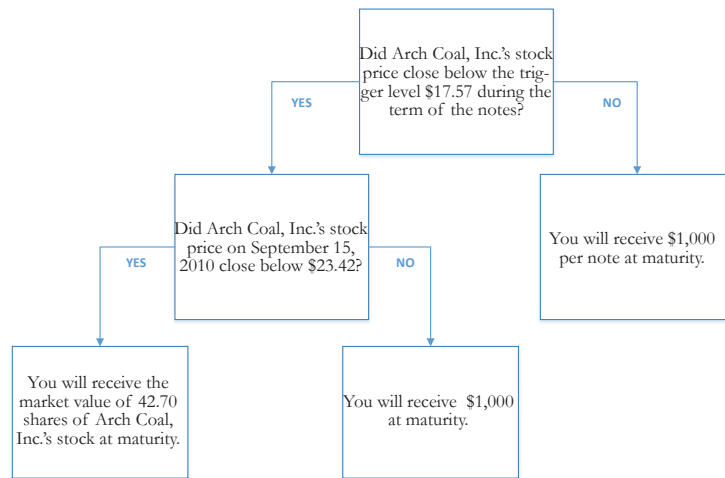 Did Arch Coal, Inc.'s stock
price close below the trig-
ger level $17.57 during the
term of the notes?
YES
NO
Did Arch Coal, Inc.'s stock
price on September 15,
2010 close below $23.42?
You will receive $1,000
per note at maturity.
YES
NO
You will receive the
market value of 42.70
shares of Arch Coal,
Inc.'s stock at maturity.
You will receive $1,000
at maturity.